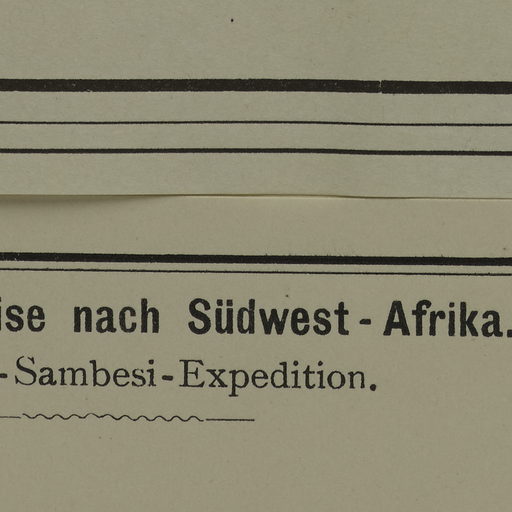 ise nach Südwest-Afrika.
-Sambesi-Expedition.